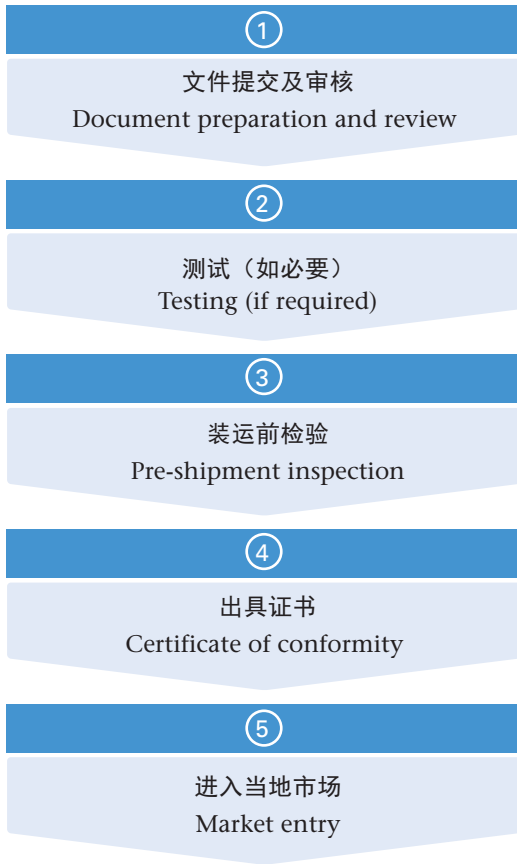 ①
文件提交及审核
Document preparation and review
②
测试（如必要）
Testing (if required)
③
装运前检验
Pre-shipment inspection
④
出具证书
Certificate of conformity
⑤
进入当地市场
Market entry